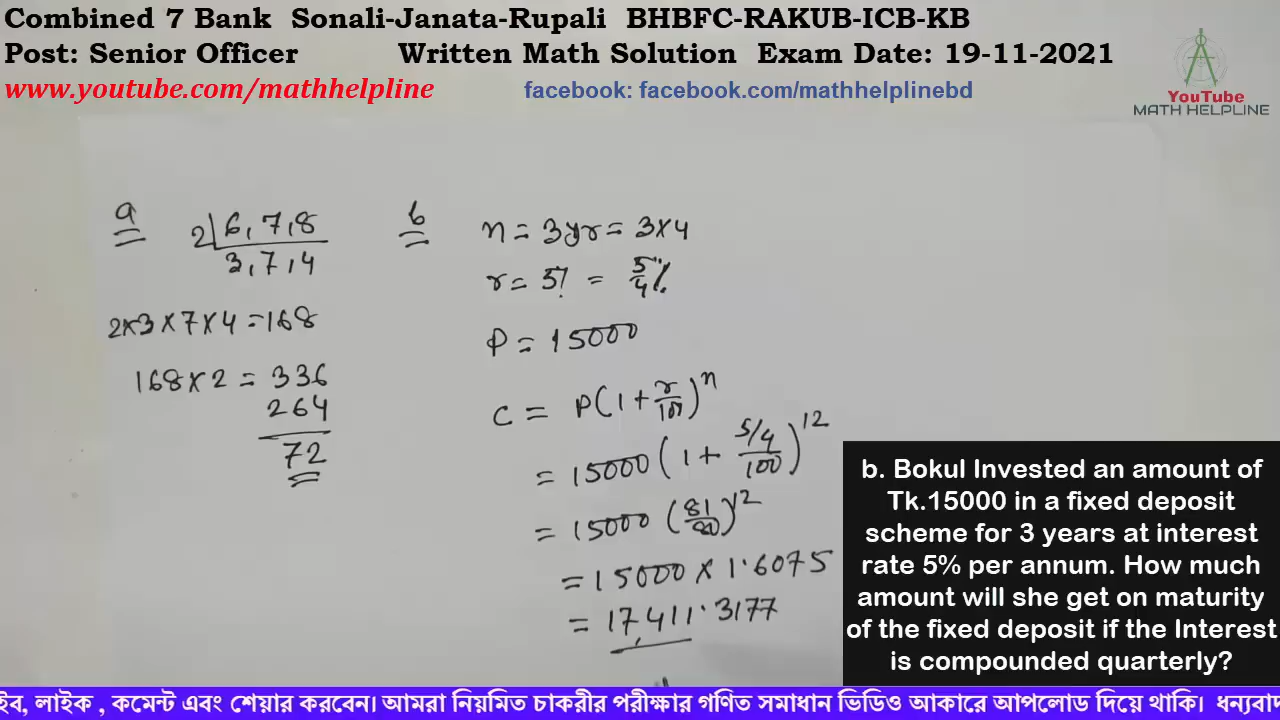 Combined 7 Bank Sonali-Janata-Rupali BHBFC-RAKUB-ICB-KB
Post: Senior Officer Written Math Solution Exam Date: 19-11-2021
www.youtube.com/mathhelpline facebook: facebook.com/mathhelplinebd
YouTube
MATH HELPLINE
a
2 | 6, 7, 8
3, 7, 4
2×3×7×4=168
168×2 = 336
264
72
b
n = 3yr = 3×4
r = 5% = 5/4%
P = 15000
C = P(1+r/100)^n
= 15000 (1 + 5/4/100)^12
= 15000 (81/80)^12
= 15000 × 1.6075
= 17,411.3177
b. Bokul Invested an amount of
Tk.15000 in a fixed deposit
scheme for 3 years at interest
rate 5% per annum. How much
amount will she get on maturity
of the fixed deposit if the Interest
is compounded quarterly?
ইব, লাইক , কমেন্ট এবং শেয়ার করবেন। আমরা নিয়মিত চাকরীর পরীক্ষার গণিত সমাধান ভিডিও আকারে আপলোড দিয়ে থাকি। ধন্যবাদ